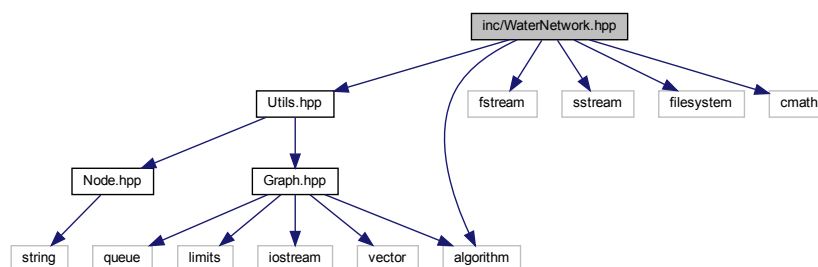 inc/WaterNetwork.hpp
Utils.hpp
fstream
sstream
filesystem
cmath
Node.hpp
Graph.hpp
string
queue
limits
iostream
vector
algorithm